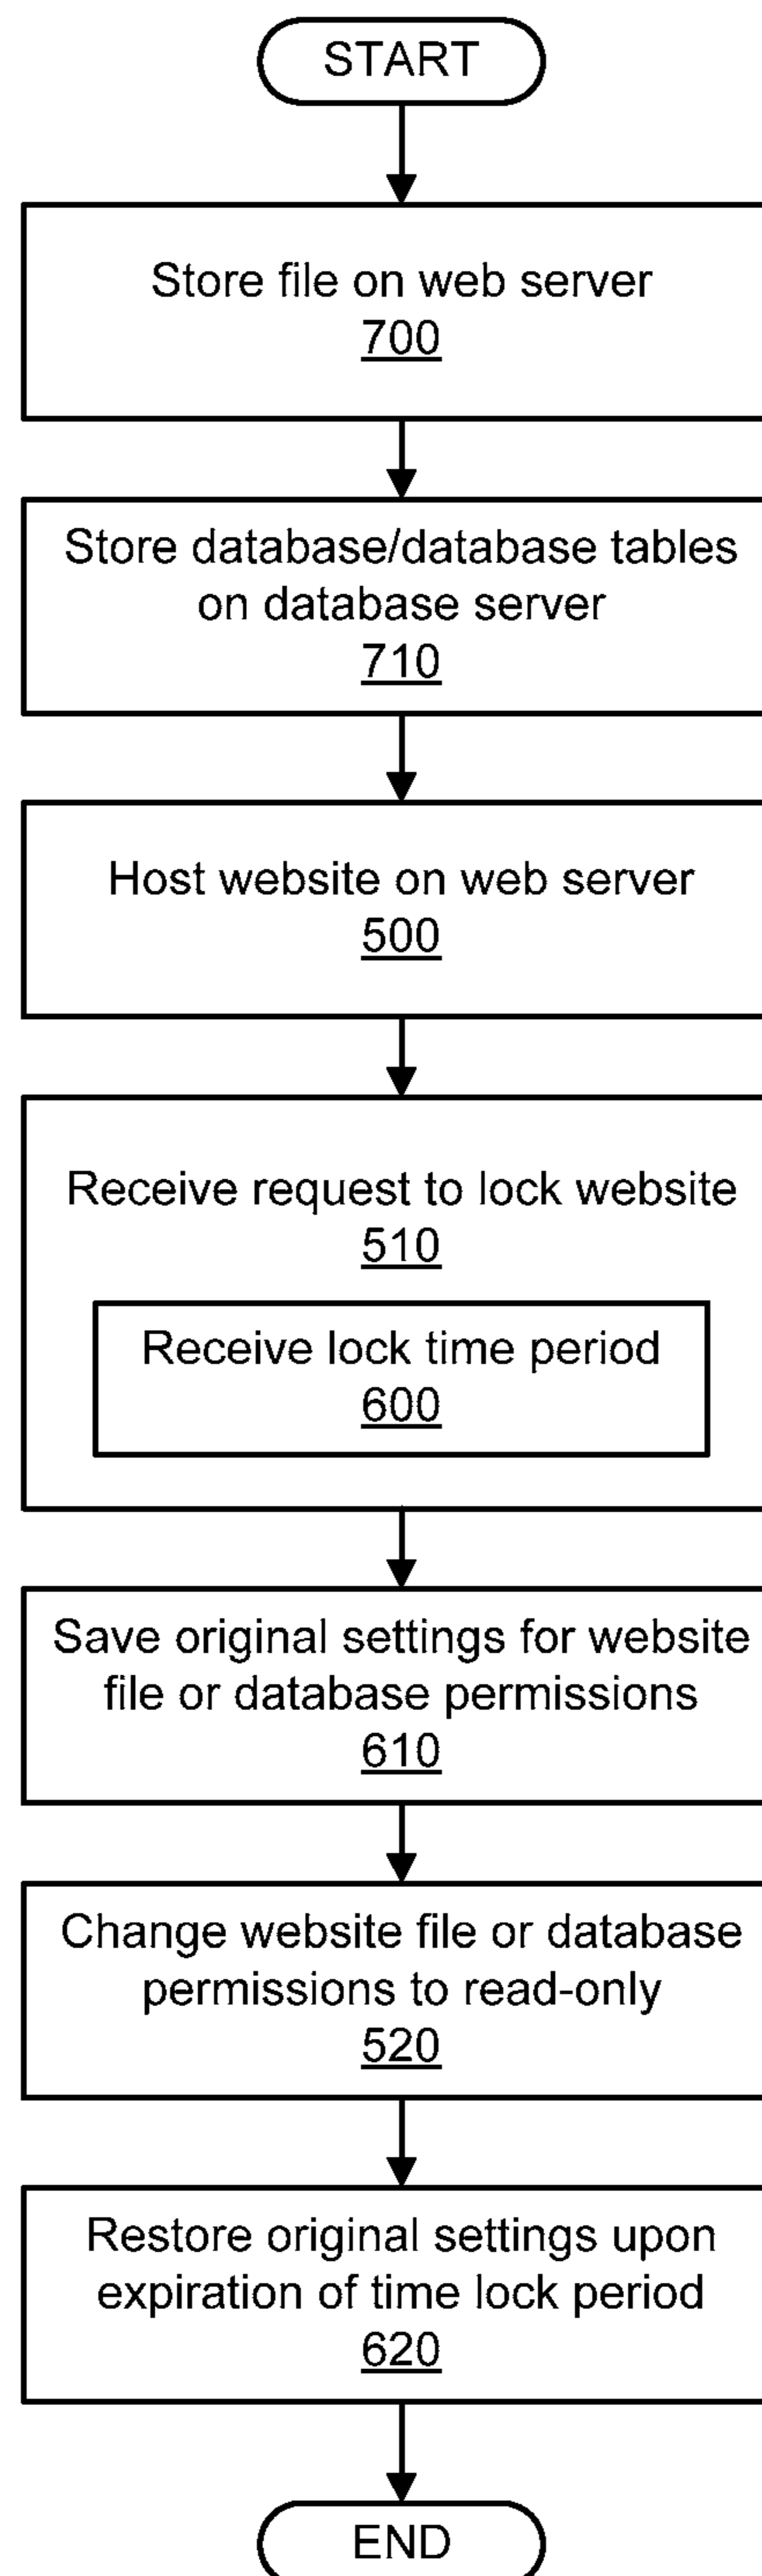 START
Store file on web server
700
Store database/database tables
on database server
710
Host website on web server
500
Receive request to lock website
510
Receive lock time period
600
Save original settings for website
file or database permissions
610
Change website file or database
permissions to read-only
520
Restore original settings upon
expiration of time lock period
620
END